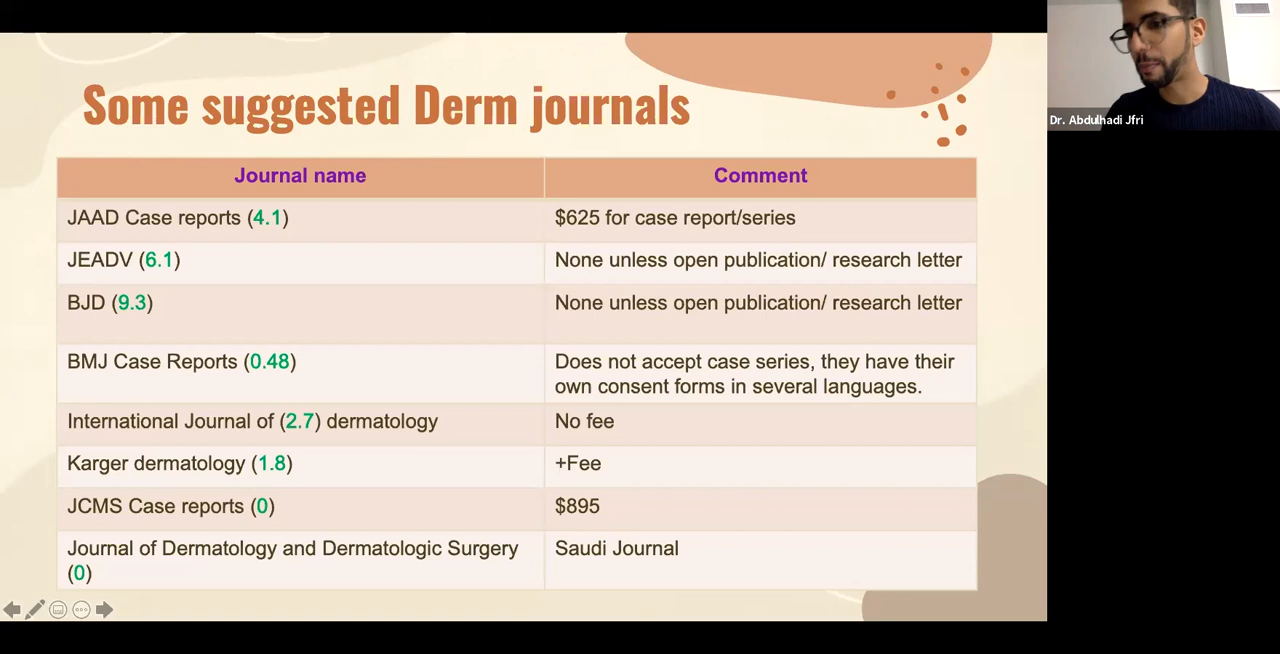 Some suggested Derm journals
Journal name
Comment
JAAD Case reports (4.1)
$625 for case report/series
JEADV (6.1)
None unless open publication/ research letter
BJD (9.3)
None unless open publication/ research letter
BMJ Case Reports (0.48)
Does not accept case series, they have their
own consent forms in several languages.
International Journal of (2.7) dermatology
No fee
Karger dermatology (1.8)
+Fee
JCMS Case reports (0)
$895
Journal of Dermatology and Dermatologic Surgery
(0)
Saudi Journal
Dr. Abdulhadi Jfri